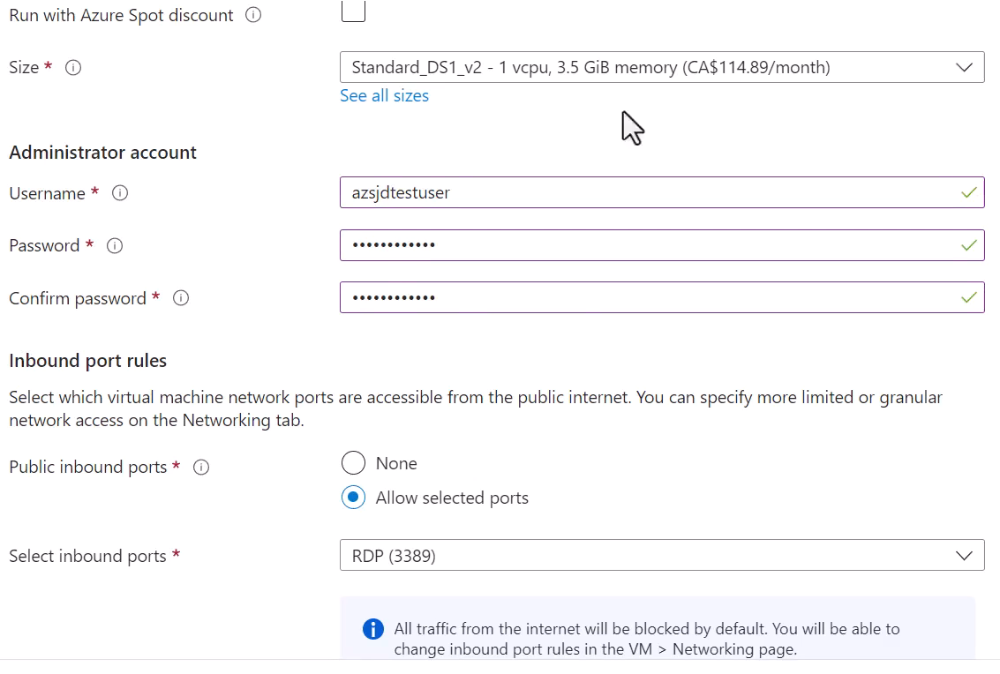 Run with Azure Spot discount
Size * Standard_DS1_v2 - 1 vcpu, 3.5 GiB memory (CA$114.89/month)
See all sizes
Administrator account
Username * azsjdtestuser
Password * ••••••••••••
Confirm password * ••••••••••••
Inbound port rules
Select which virtual machine network ports are accessible from the public internet. You can specify more limited or granular
network access on the Networking tab.
Public inbound ports * None
Allow selected ports
Select inbound ports * RDP (3389)
All traffic from the internet will be blocked by default. You will be able to
change inbound port rules in the VM > Networking page.